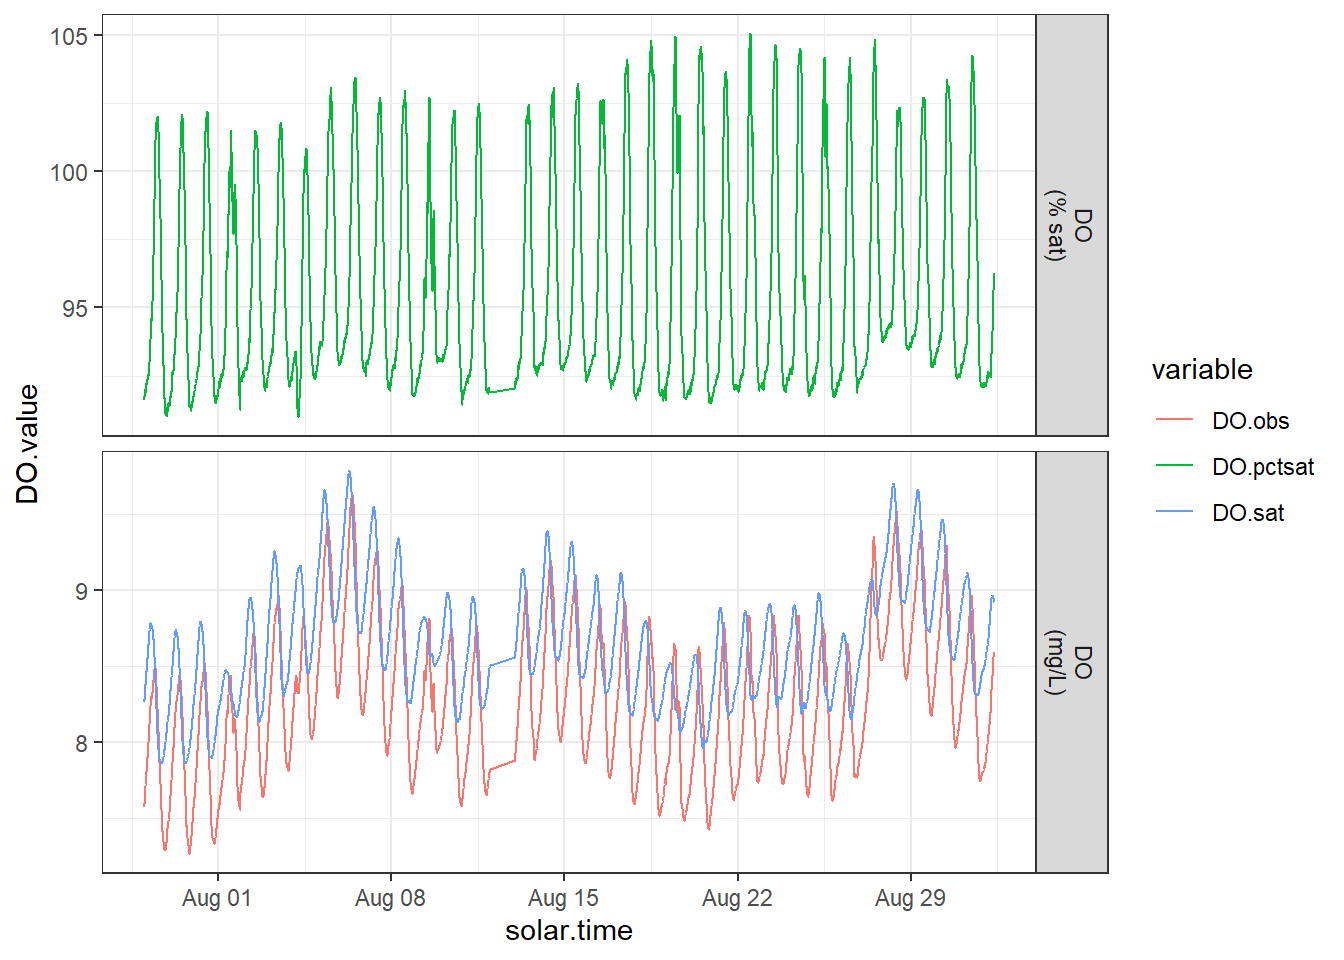 DO.value
105
100
95
DO
(% sat)
9
8
DO
(mg/L)
Aug 01
Aug 08
Aug 15
Aug 22
Aug 29
solar.time
variable
DO.obs
DO.pctsat
DO.sat